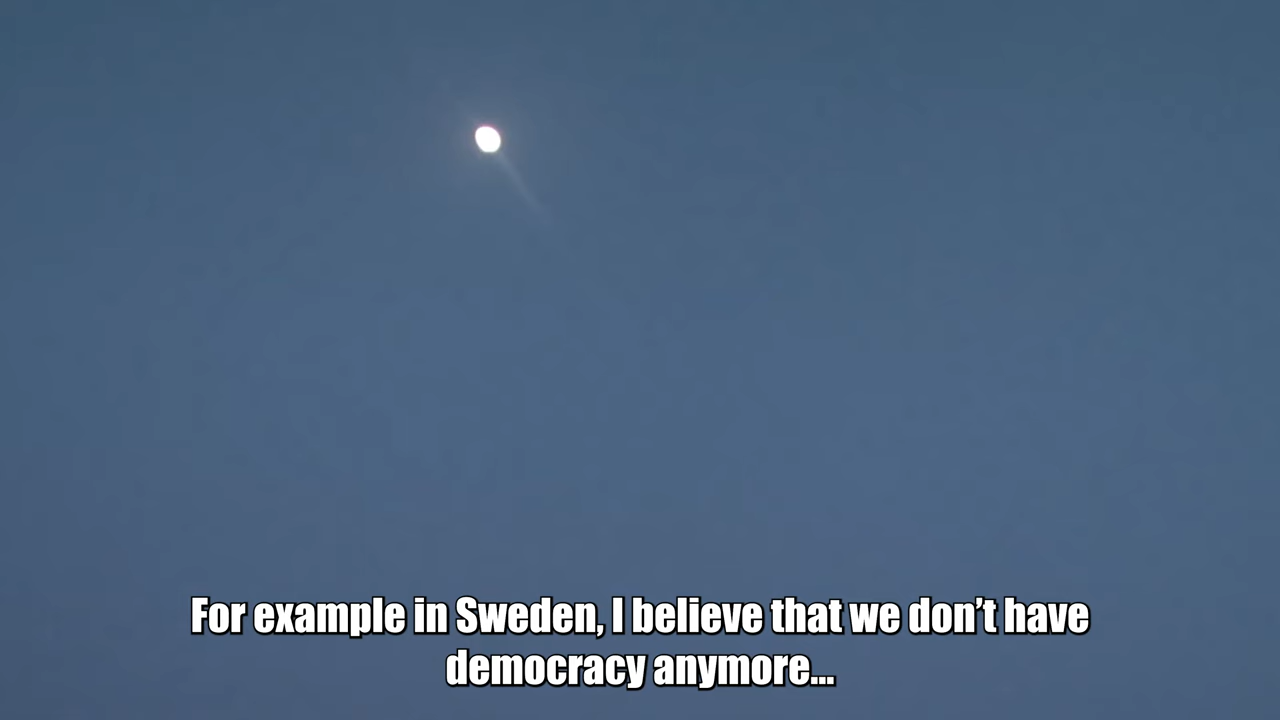 For example in Sweden, I believe that we don’t have
democracy anymore...